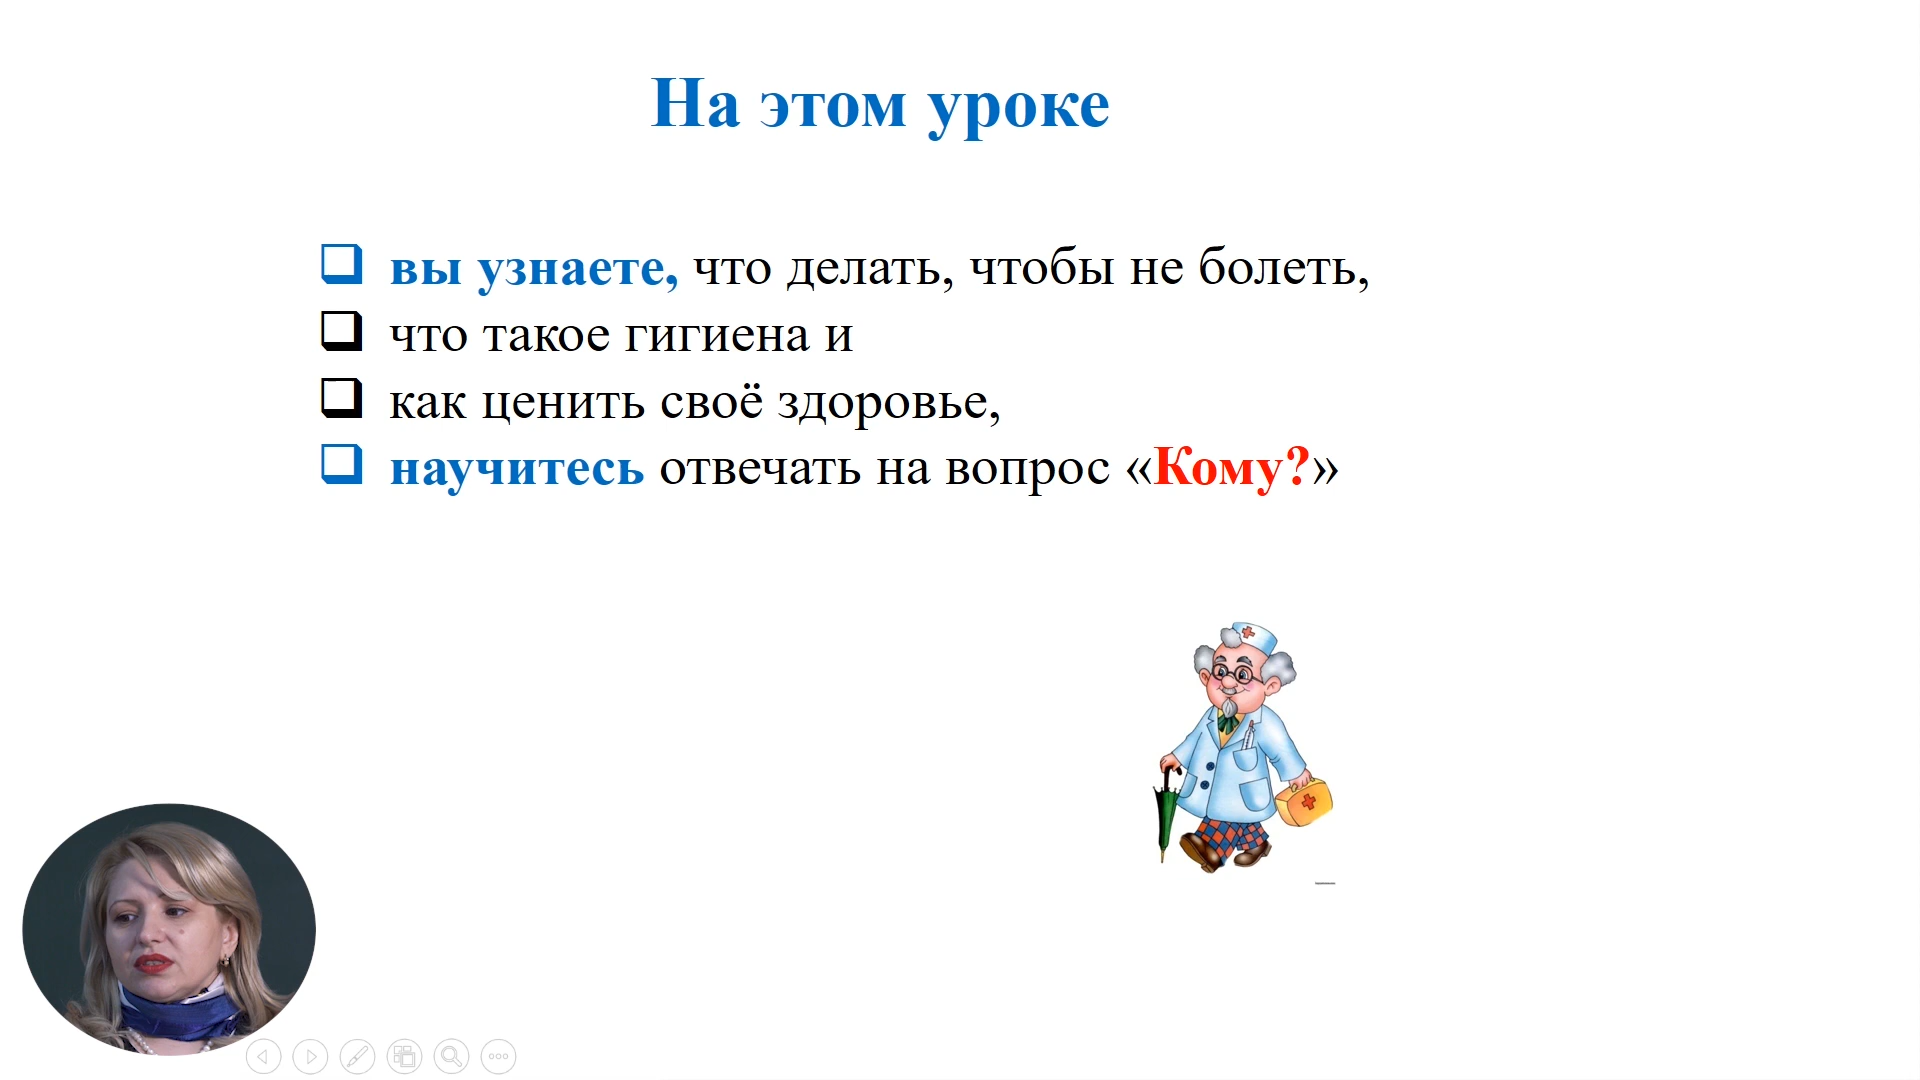 На этом уроке
вы узнаете, что делать, чтобы не болеть,
что такое гигиена и
как ценить своё здоровье,
научитесь отвечать на вопрос «Кому?»